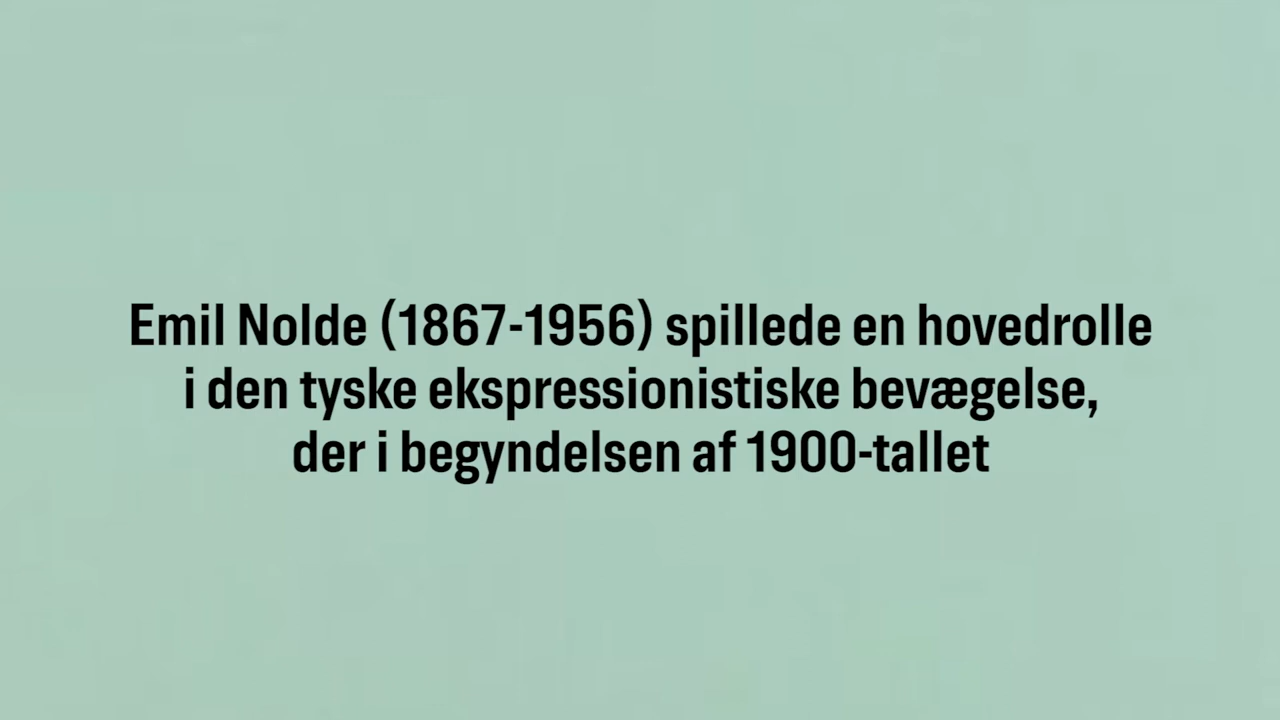 Emil Nolde (1867-1956) spillede en hovedrolle
i den tyske ekspressionistiske bevægelse,
der i begyndelsen af 1900-tallet